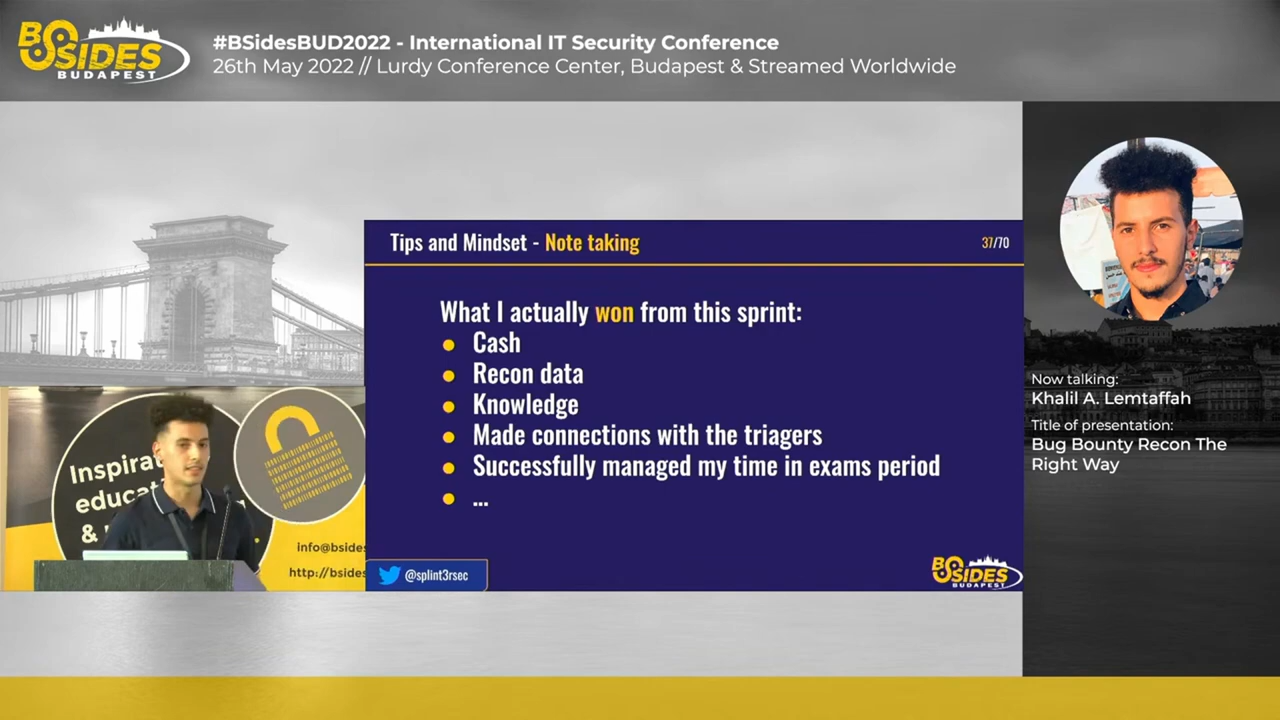 BSIDES
BUDAPEST
#BSidesBUD2022 - International IT Security Conference
26th May 2022 // Lurdy Conference Center, Budapest & Streamed Worldwide
Tips and Mindset - Note taking
37/70
What I actually won from this sprint:
● Cash
● Recon data
● Knowledge
● Made connections with the triagers
● Successfully managed my time in exams period
● ...
@splint3rsec
BSIDES
BUDAPEST
Now talking:
Khalil A. Lemtaffah
Title of presentation:
Bug Bounty Recon The
Right Way
Inspirat
educat
&
info@bsides
http://bsides